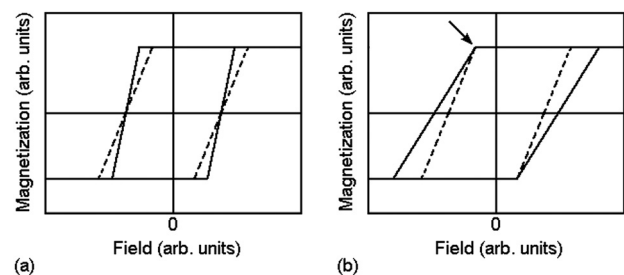 Magnetization (arb. units)
0
Field (arb. units)
(a)
Magnetization (arb. units)
0
Field (arb. units)
(b)